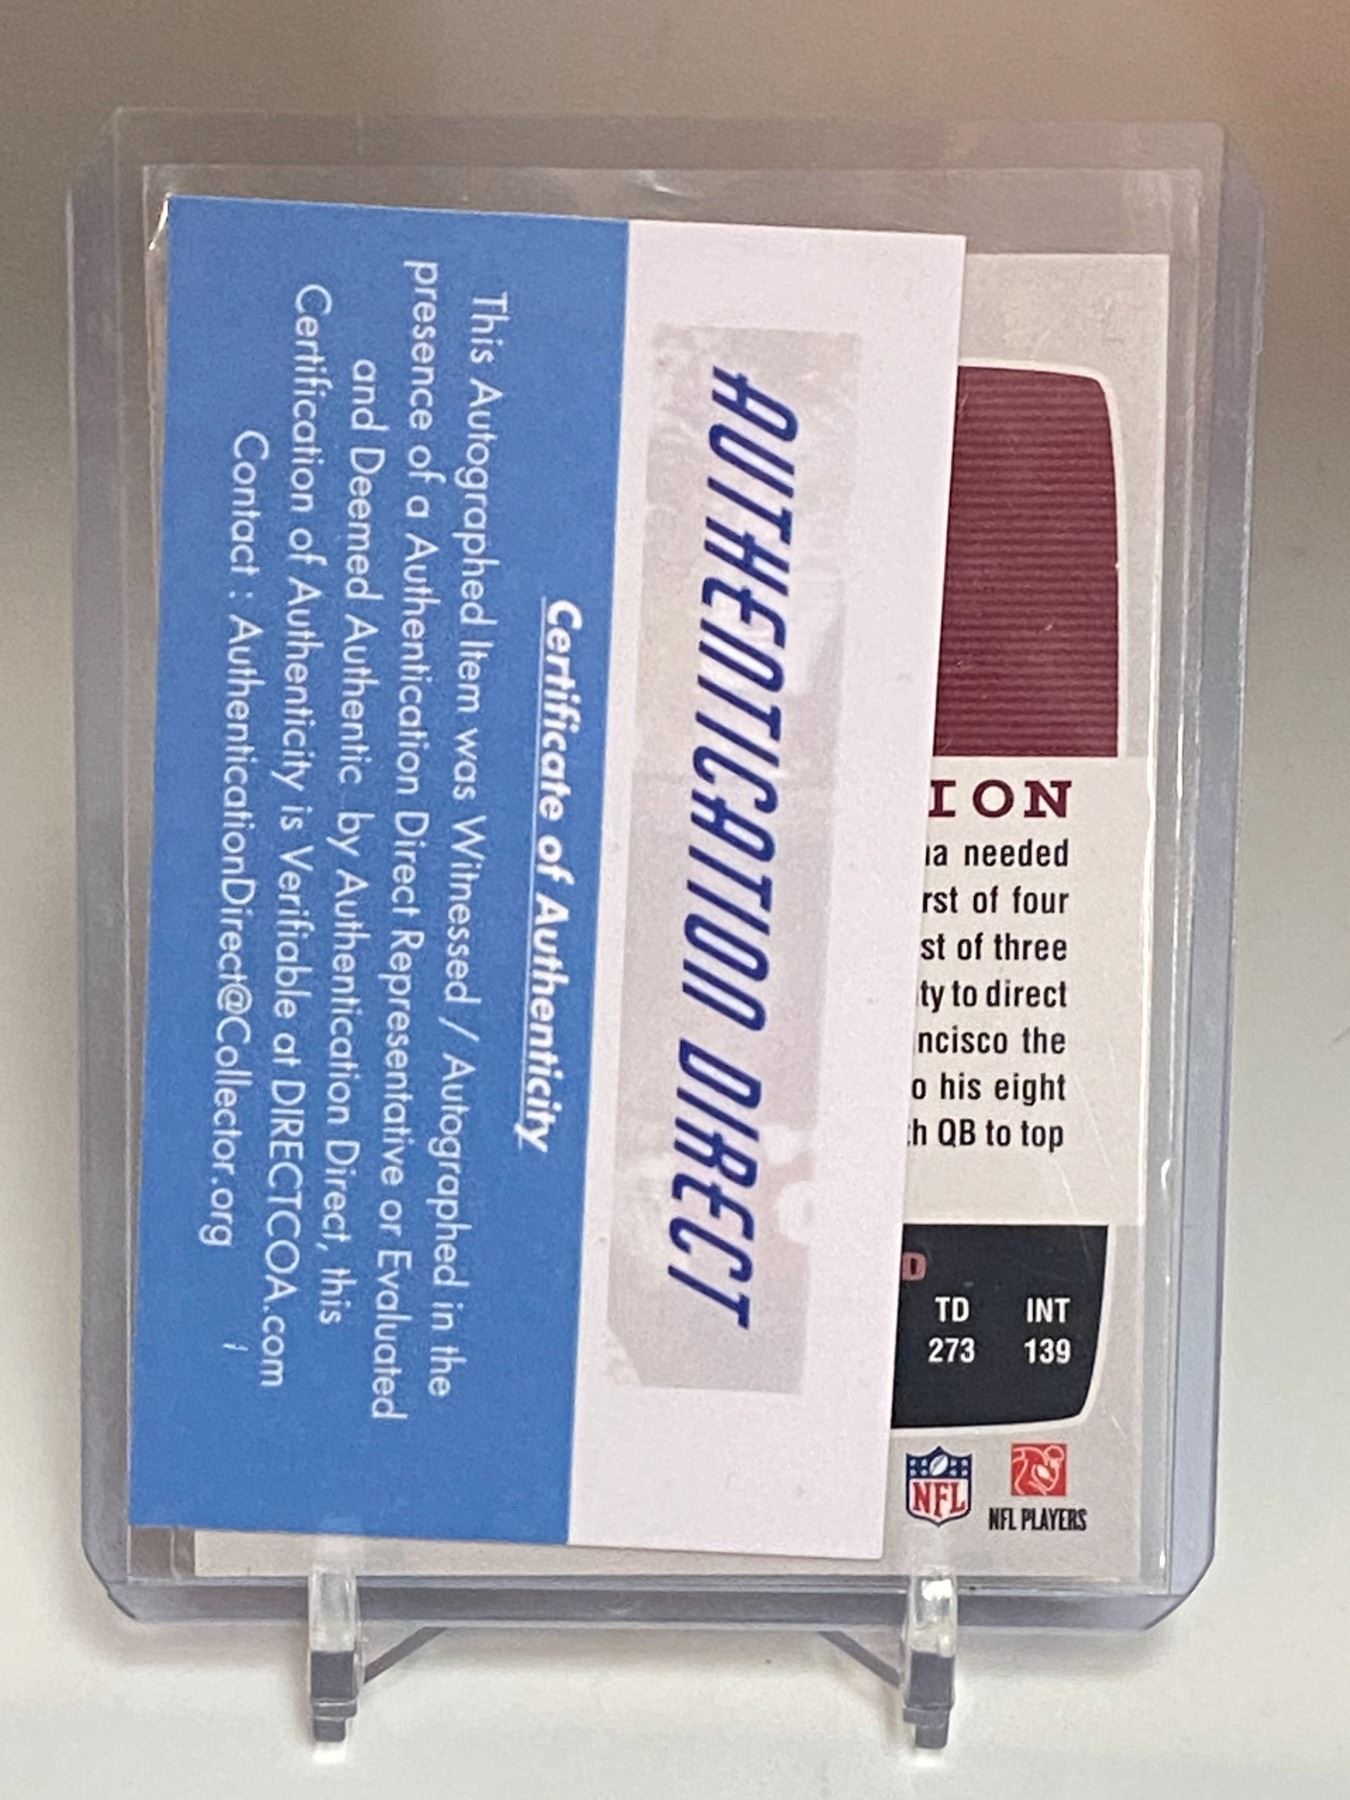 AUTHENTICATION DIRECT
Certificate of Authenticity
This Autographed Item was Witnessed / Autographed in the
presence of a Authentication Direct Representative or Evaluated
and Deemed Authentic by Authentication Direct, this
Certification of Authenticity is Verifiable at DIRECTCOA.com
Contact : AuthenticationDirect@Collector.org
ION
needed
rst of four
st of three
ty to direct
ncisco the
o his eight
h QB to top
D
TD INT
273 139
NFL
NFL PLAYERS